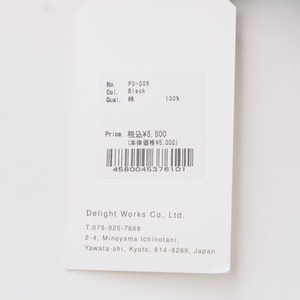 No. PO-006
Col. Black
Qual. 綿 100%
Price. 税込¥5,500
(本体価格¥5,000)
4580045376101
Delight Works Co., Ltd.
T.075-925-7668
2-4, Minoyama Ichinotani,
Yawata-shi, Kyoto, 614-8289, Japan